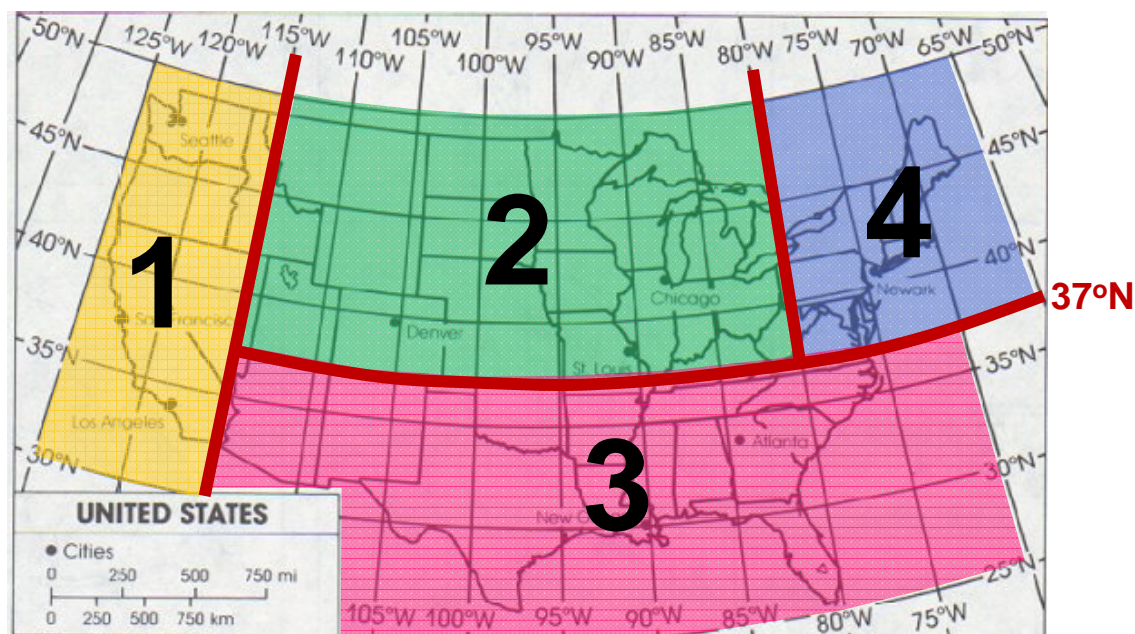 50°N 125°W 120°W 115°W 110°W 105°W 100°W 95°W 90°W 85°W 80°W 75°W 70°W 65°W 50°N
45°N
Seattle
45°N
1 2 4
40°N
40°N
Newark
37°N
San Francisc
Chicago
Denver
35°N
St. Louis
35°N
Los Angeles
Atlanta
30°N
3
30°N
New O
UNITED STATES
Cities
0 250 500 750 mi
0 250 500 750 km
25°N
105°W 95°W 90°W 85°W 80°W 75°W